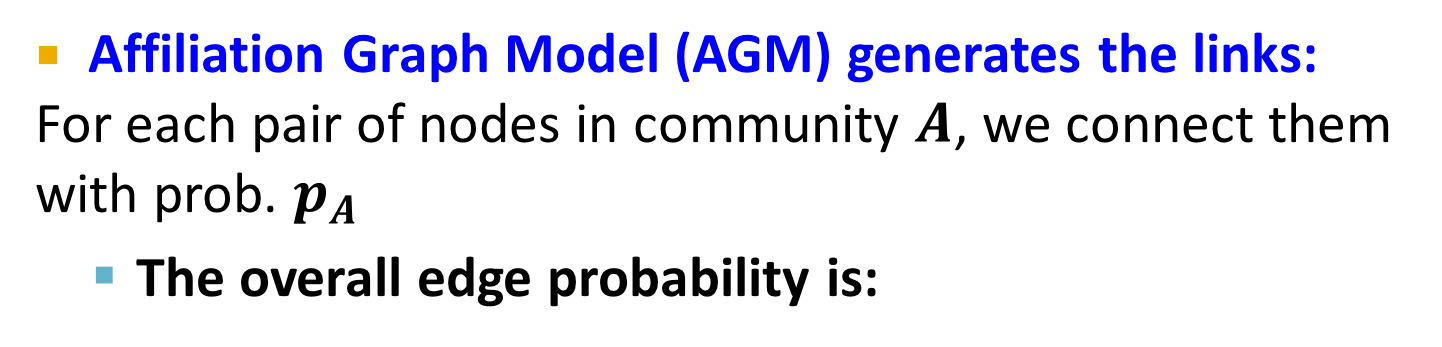 ▪ Affiliation Graph Model (AGM) generates the links:
For each pair of nodes in community A, we connect them
with prob. p_A
▪ The overall edge probability is: